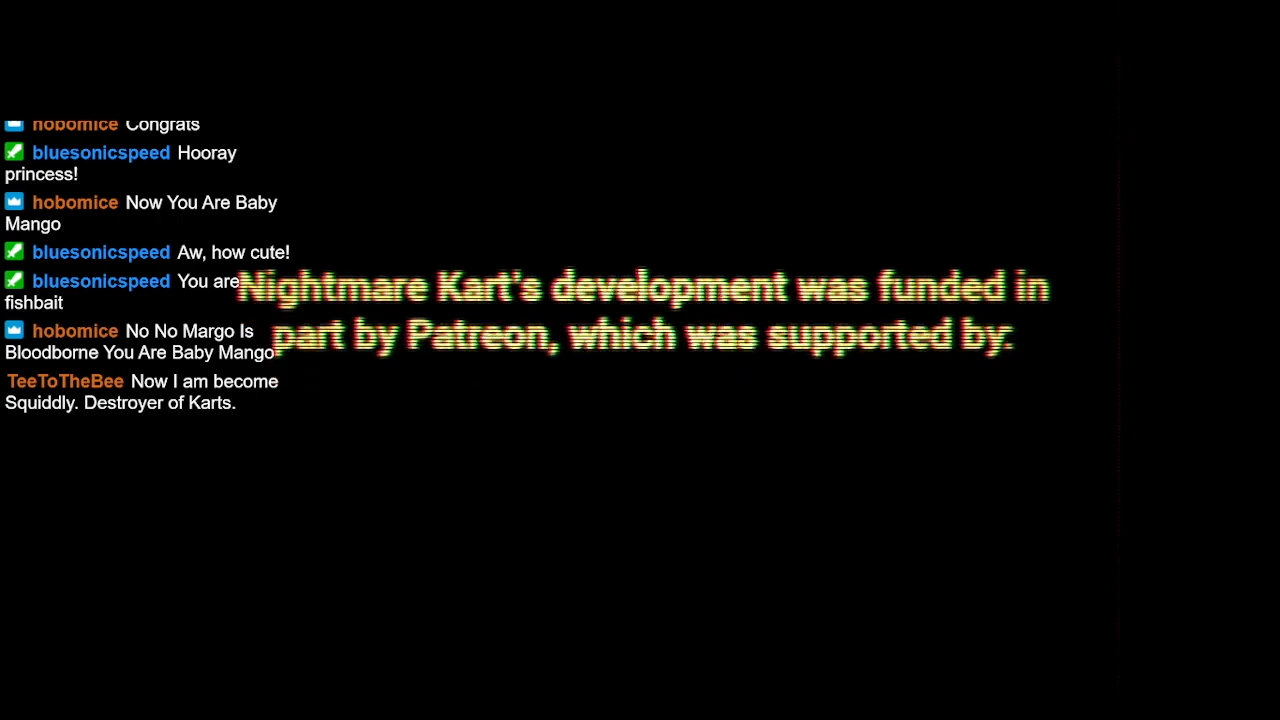 hobomice Congrats
bluesonicspeed Hooray
princess!
hobomice Now You Are Baby
Mango
bluesonicspeed Aw, how cute!
bluesonicspeed You are
fishbait
hobomice No No Margo Is
Bloodborne You Are Baby Mango
TeeToTheBee Now I am become
Squiddly. Destroyer of Karts.
Nightmare Kart's development was funded in
part by Patreon, which was supported by: